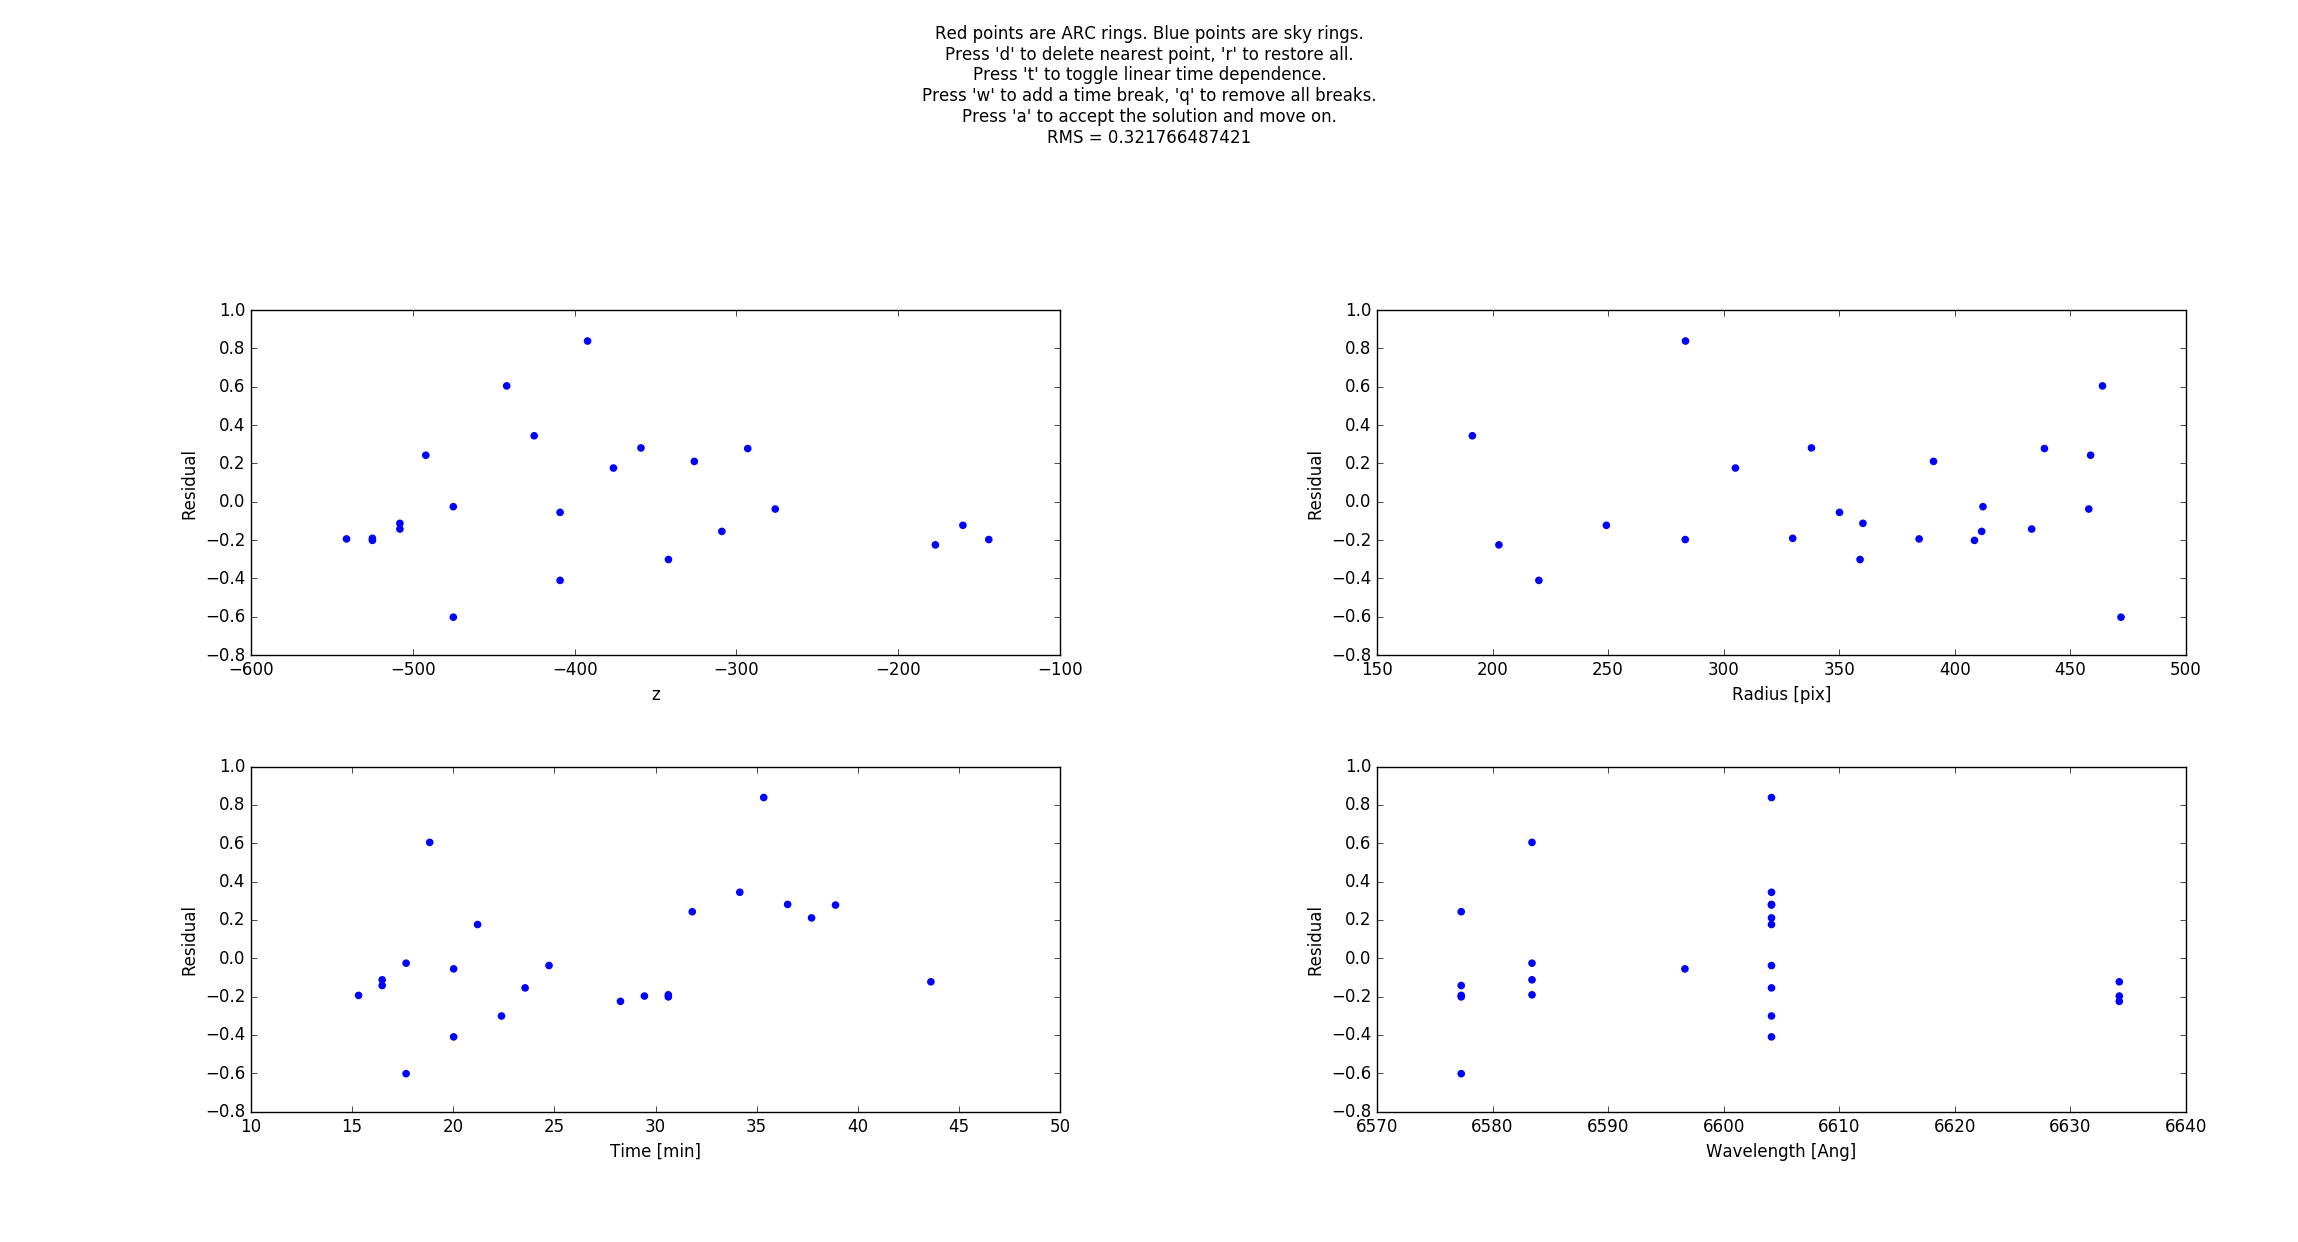 Red points are ARC rings. Blue points are sky rings.
Press 'd' to delete nearest point, 'r' to restore all.
Press 't' to toggle linear time dependence.
Press 'w' to add a time break, 'q' to remove all breaks.
Press 'a' to accept the solution and move on.
RMS = 0.321766487421
1.0
0.8
0.6
0.4
0.2
0.0
−0.2
−0.4
−0.6
−0.8
Residual
−600 −500 −400 −300 −200 −100
z
1.0
0.8
0.6
0.4
0.2
0.0
−0.2
−0.4
−0.6
−0.8
Residual
150 200 250 300 350 400 450 500
Radius [pix]
1.0
0.8
0.6
0.4
0.2
0.0
−0.2
−0.4
−0.6
−0.8
Residual
10 15 20 25 30 35 40 45 50
Time [min]
1.0
0.8
0.6
0.4
0.2
0.0
−0.2
−0.4
−0.6
−0.8
Residual
6570 6580 6590 6600 6610 6620 6630 6640
Wavelength [Ang]